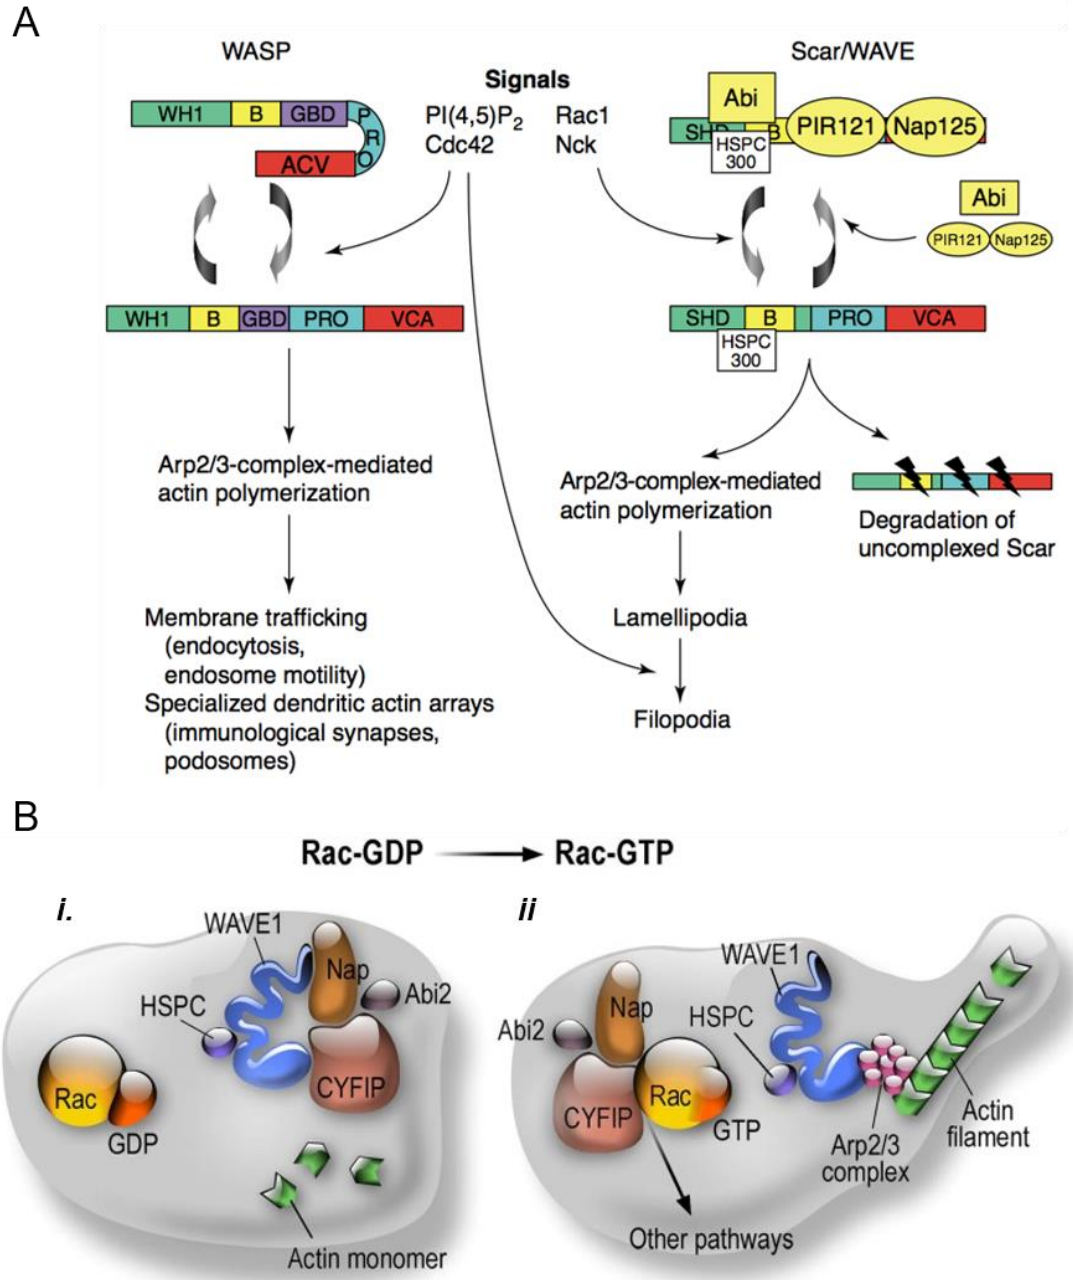 A
WASP
WH1
B
GBD
PRO
ACV
Signals
PI(4,5)P2
Cdc42
Rac1
Nck
Scar/WAVE
Abi
SHD
B
PIR121
Nap125
HSPC
300
Abi
PIR121
Nap125
WH1
B
GBD
PRO
VCA
SHD
B
PRO
VCA
HSPC
300
Arp2/3-complex-mediated
actin polymerization
Membrane trafficking
(endocytosis,
endosome motility)
Specialized dendritic actin arrays
(immunological synapses,
podosomes)
Arp2/3-complex-mediated
actin polymerization
Lamellipodia
Filopodia
Degradation of
uncomplexed Scar
B
Rac-GDP
Rac-GTP
i.
WAVE1
Nap
Abi2
HSPC
CYFIP
Rac
GDP
Actin monomer
ii
WAVE1
Nap
HSPC
Abi2
Rac
CYFIP
GTP
Arp2/3
complex
Actin
filament
Other pathways